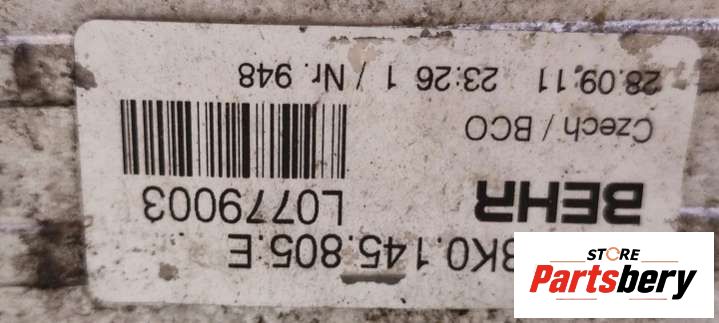 8K0.145.805.E
BEHR L0779003
Czech / BCO
28.09.11 23:26 1 / Nr. 948
STORE
Partsbery